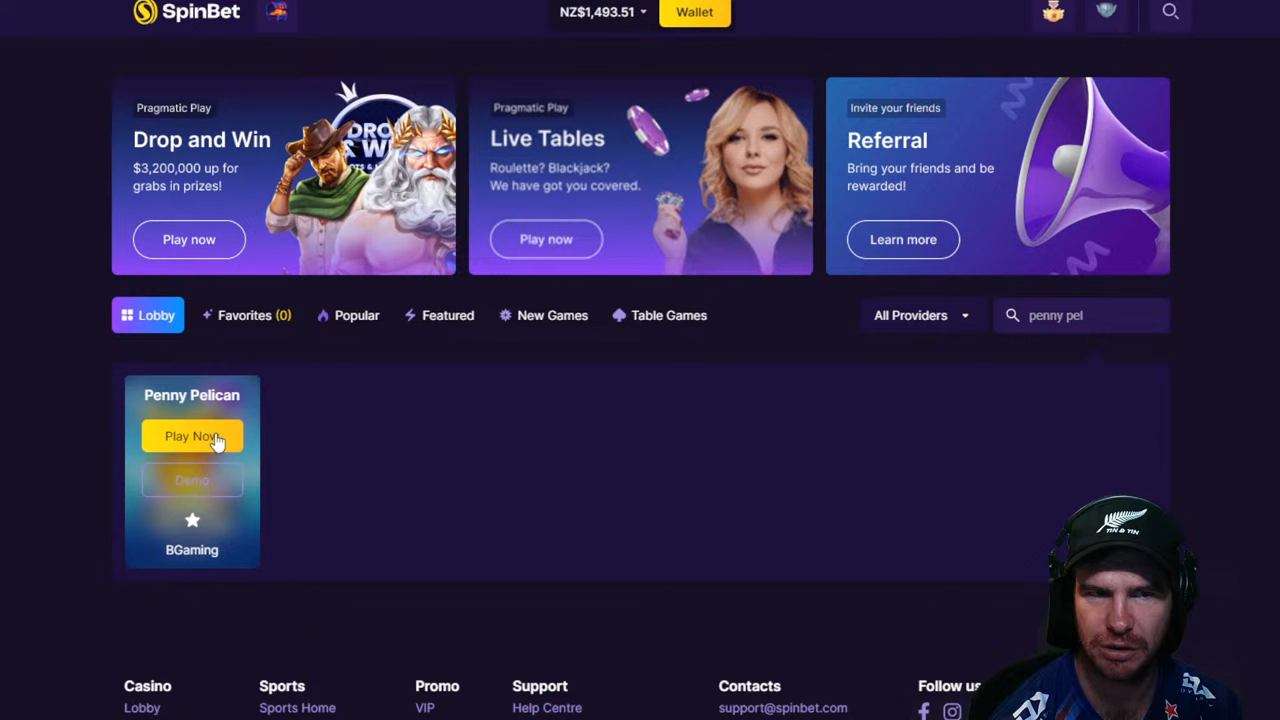 SpinBet
NZ$1,493.51
Wallet
Pragmatic Play
Drop and Win
$3,200,000 up for
grabs in prizes!
Play now
Pragmatic Play
Live Tables
Roulette? Blackjack?
We have got you covered.
Play now
Invite your friends
Referral
Bring your friends and be
rewarded!
Learn more
Lobby
Favorites (0)
Popular
Featured
New Games
Table Games
All Providers
penny pel
Penny Pelican
Play Now
Demo
BGaming
TIN & TIN
Casino
Sports
Promo
Support
Contacts
Follow us
Lobby
Sports Home
VIP
Help Centre
support@spinbet.com